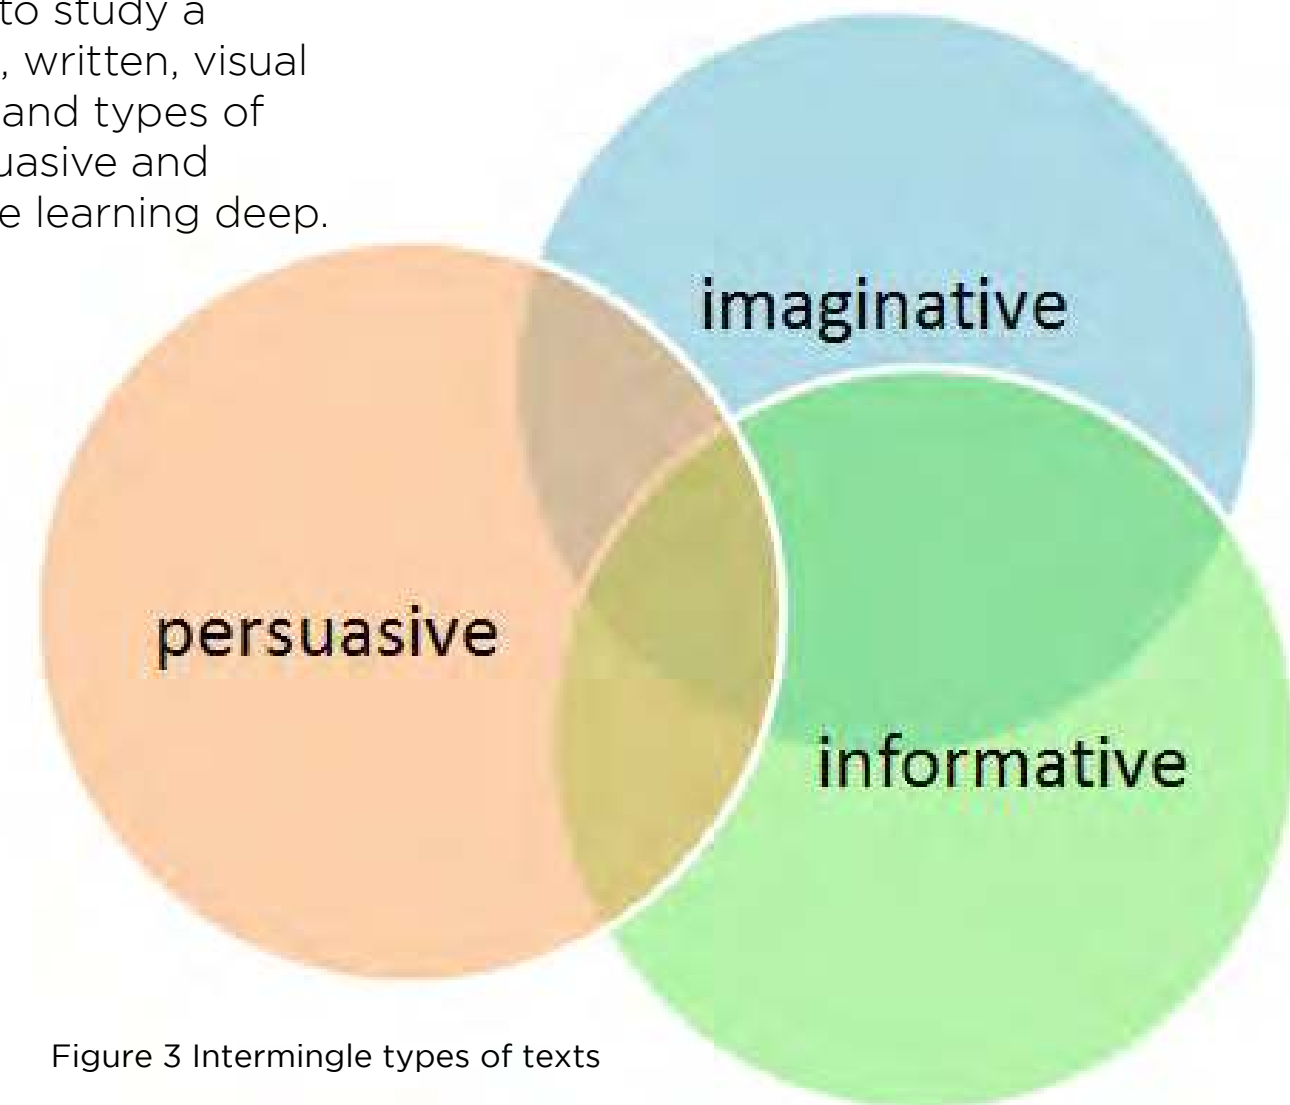 to study a
, written, visual
and types of
uasive and
e learning deep.
imaginative
persuasive
informative
Figure 3 Intermingle types of texts